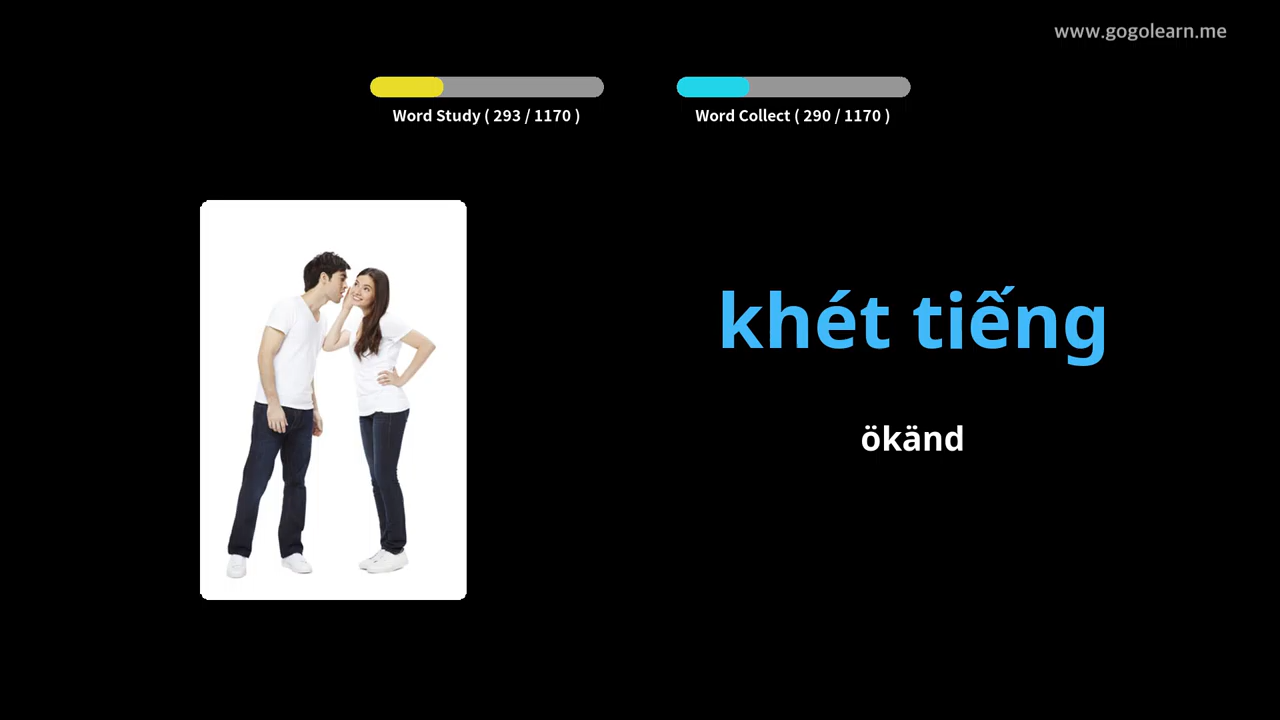 www.gogolearn.me
Word Study ( 293 / 1170 )
Word Collect ( 290 / 1170 )
khét tiếng
ökänd